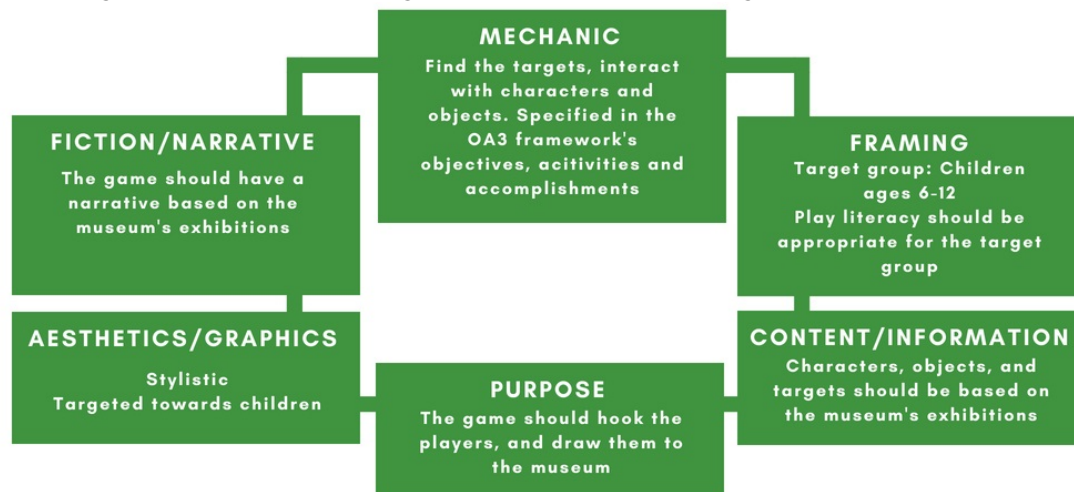 MECHANIC
Find the targets, interact
with characters and
objects. Specified in the
OA3 framework's
objectives, acitivities and
accomplishments
FICTION/NARRATIVE
The game should have a
narrative based on the
museum's exhibitions
FRAMING
Target group: Children
ages 6-12
Play literacy should be
appropriate for the target
group
AESTHETICS/GRAPHICS
Stylistic
Targeted towards children
PURPOSE
The game should hook the
players, and draw them to
the museum
CONTENT/INFORMATION
Characters, objects, and
targets should be based on
the museum's exhibitions